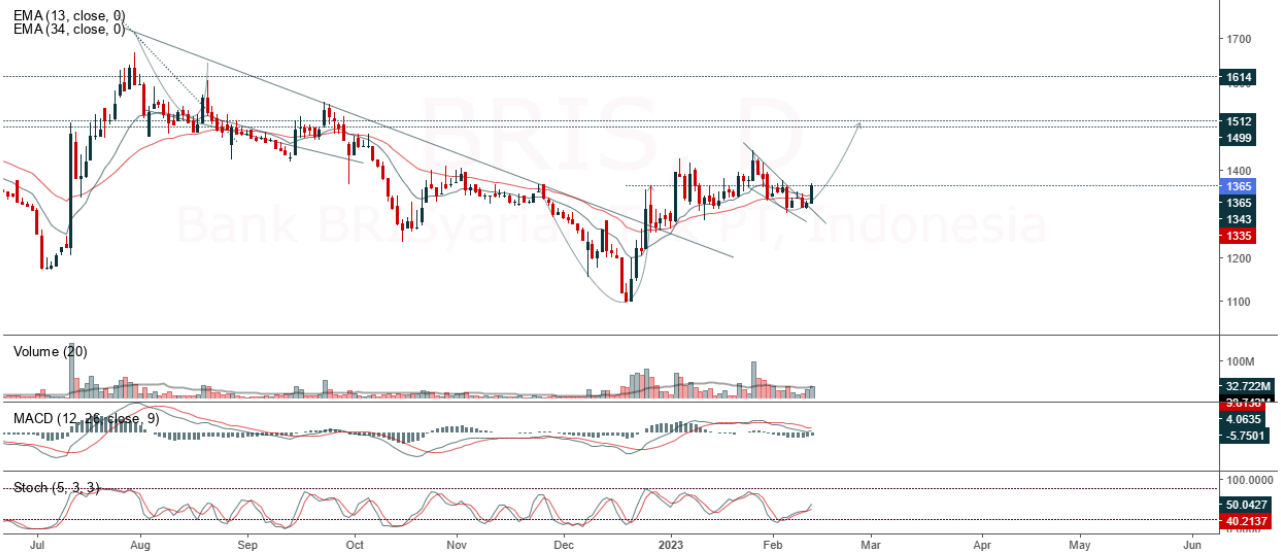 EMA (13, close, 0)
EMA (34, close, 0)
BRIS, D
1700
1614
1512
1499
1400
1365
1365
1343
1335
1200
1100
Volume (20)
100M
32.722M
MACD (12, 26, close, 9)
4.0635
-5.7501
Stoch (5, 3, 3)
100.0000
50.0427
40.2137
Jul Aug Sep Oct Nov Dec 2023 Feb Mar Apr May Jun